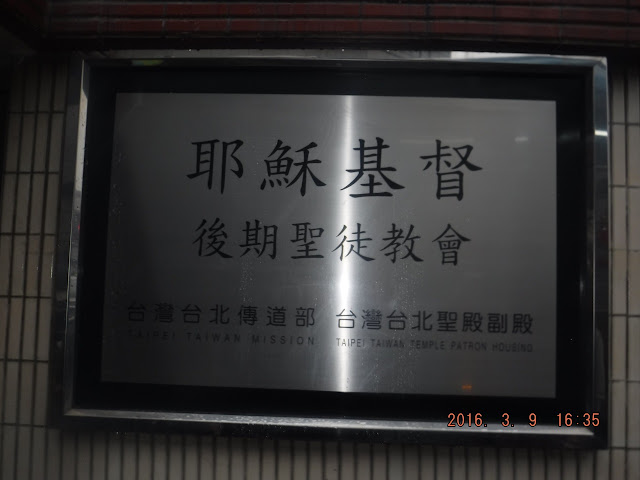 耶穌基督
後期聖徒教會
台灣台北傳道部 台灣台北聖殿副殿
TAIPEI TAIWAN MISSION TAIPEI TAIWAN TEMPLE PATRON HOUSING
2016. 3. 9 16:35